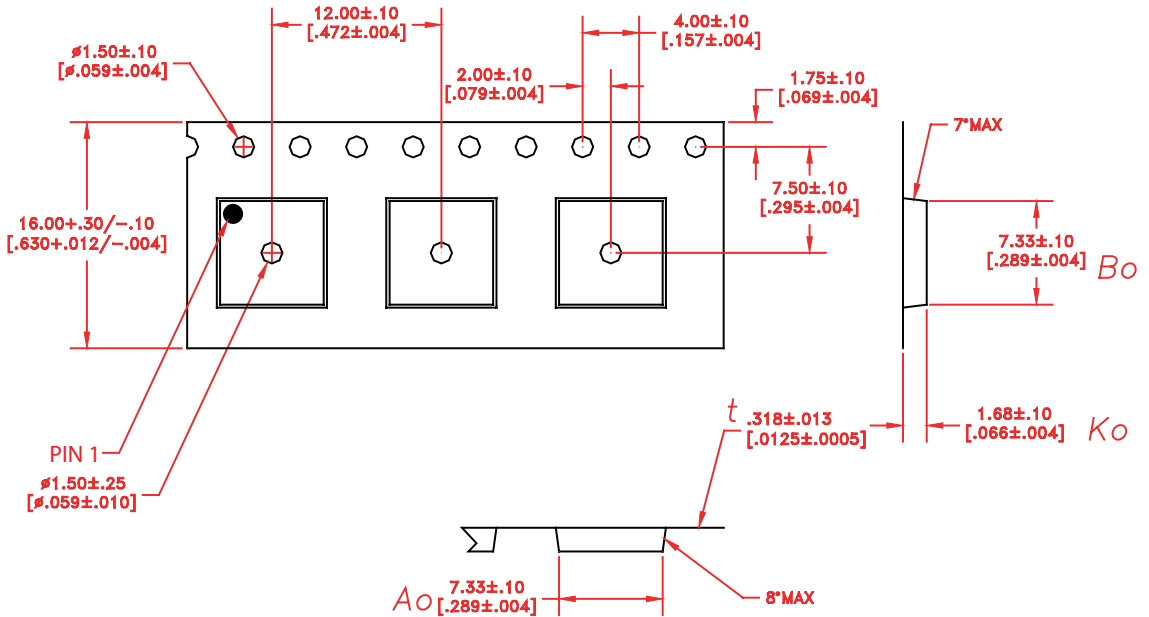 12.00±.10
[.472±.004]
4.00±.10
[.157±.004]
ø1.50±.10
[ø.059±.004]
2.00±.10
[.079±.004]
1.75±.10
[.069±.004]
7°MAX
7.50±.10
[.295±.004]
16.00+.30/−.10
[.630+.012/−.004]
7.33±.10
[.289±.004]
Bo
t
.318±.013
[.0125±.0005]
1.68±.10
[.066±.004]
Ko
PIN 1
ø1.50±.25
[ø.059±.010]
Ao
7.33±.10
[.289±.004]
8°MAX